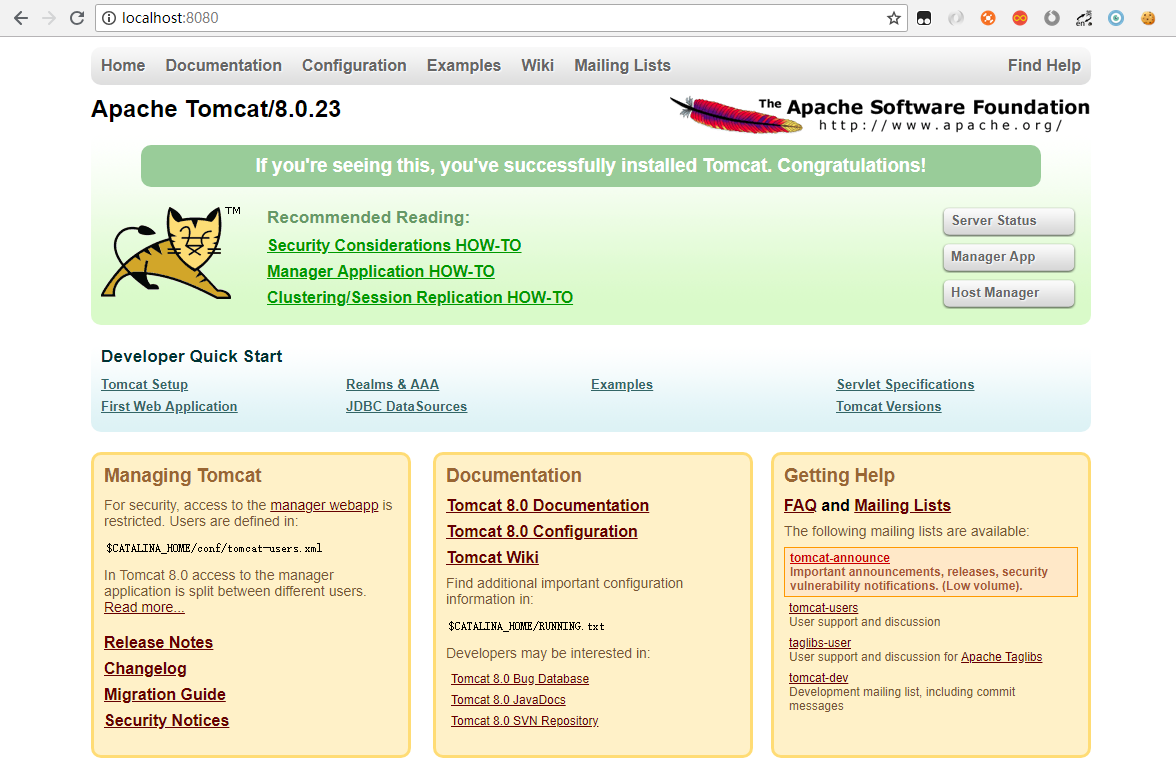 localhost:8080
en
Home Documentation Configuration Examples Wiki Mailing Lists Find Help
Apache Tomcat/8.0.23
The Apache Software Foundation
http://www.apache.org/
If you're seeing this, you've successfully installed Tomcat. Congratulations!
TM
Recommended Reading:
Security Considerations HOW-TO
Manager Application HOW-TO
Clustering/Session Replication HOW-TO
Server Status
Manager App
Host Manager
Developer Quick Start
Tomcat Setup
First Web Application
Realms & AAA
JDBC DataSources
Examples
Servlet Specifications
Tomcat Versions
Managing Tomcat
For security, access to the manager webapp is
restricted. Users are defined in:
$CATALINA_HOME/conf/tomcat-users.xml
In Tomcat 8.0 access to the manager
application is split between different users.
Read more...
Release Notes
Changelog
Migration Guide
Security Notices
Documentation
Tomcat 8.0 Documentation
Tomcat 8.0 Configuration
Tomcat Wiki
Find additional important configuration
information in:
$CATALINA_HOME/RUNNING.txt
Developers may be interested in:
Tomcat 8.0 Bug Database
Tomcat 8.0 JavaDocs
Tomcat 8.0 SVN Repository
Getting Help
FAQ and Mailing Lists
The following mailing lists are available:
tomcat-announce
Important announcements, releases, security
vulnerability notifications. (Low volume).
tomcat-users
User support and discussion
taglibs-user
User support and discussion for Apache Taglibs
tomcat-dev
Development mailing list, including commit
messages